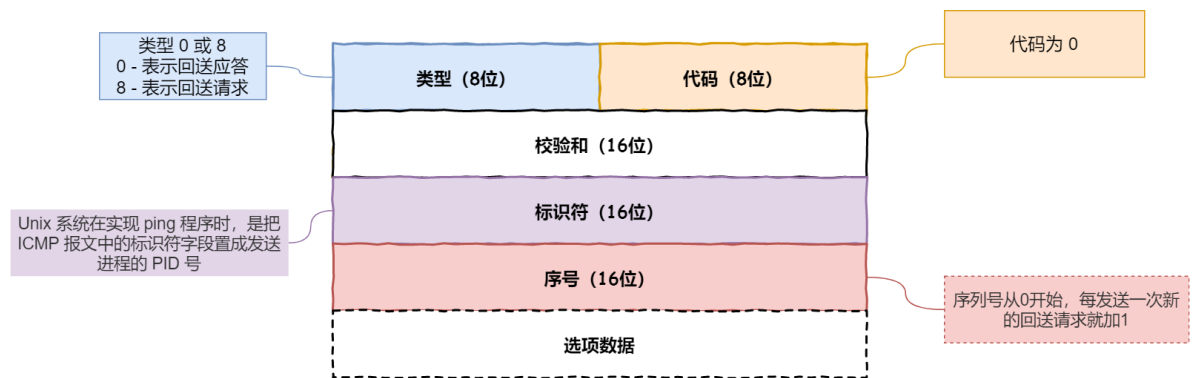 类型 0 或 8
0 - 表示回送应答
8 - 表示回送请求
类型（8位）
代码（8位）
代码为 0
校验和（16位）
Unix 系统在实现 ping 程序时，是把
ICMP 报文中的标识符字段置成发送
进程的 PID 号
标识符（16位）
序号（16位）
序列号从0开始，每发送一次新
的回送请求就加1
选项数据